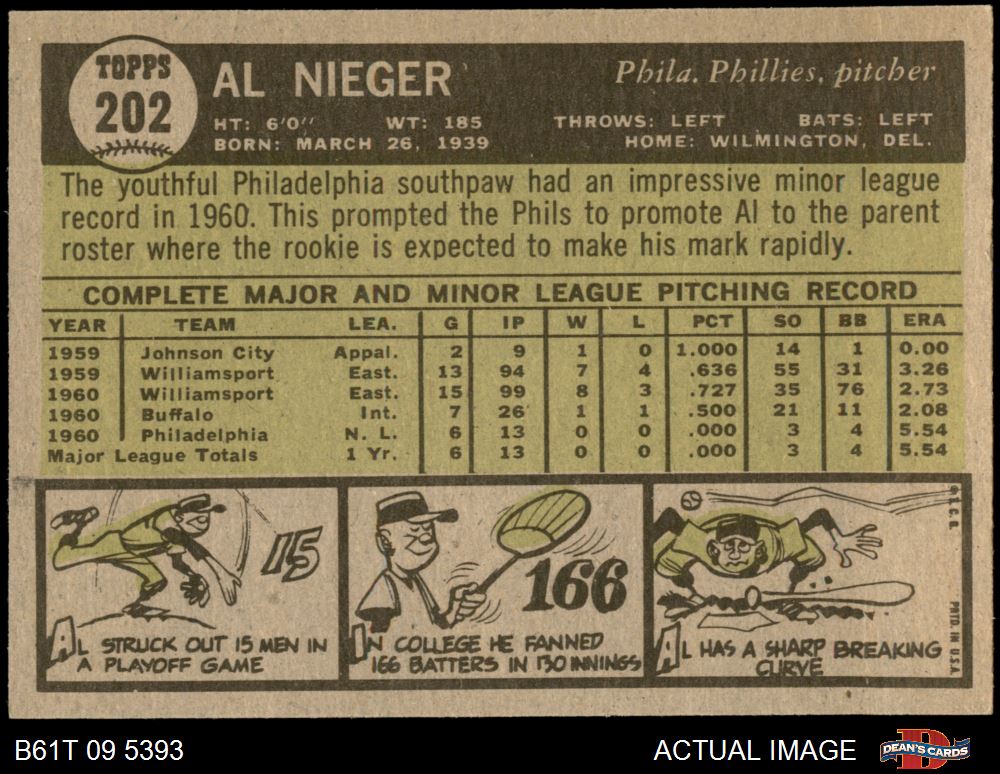 TOPPS
202
AL NIEGER
Phila. Phillies, pitcher
HT: 6'0" WT: 185 THROWS: LEFT BATS: LEFT
BORN: MARCH 26, 1939 HOME: WILMINGTON, DEL.
The youthful Philadelphia southpaw had an impressive minor league
record in 1960. This prompted the Phils to promote Al to the parent
roster where the rookie is expected to make his mark rapidly.
COMPLETE MAJOR AND MINOR LEAGUE PITCHING RECORD
YEAR TEAM LEA. G IP W L PCT SO BB ERA
1959 Johnson City Appal. 2 9 1 0 1.000 14 1 0.00
1959 Williamsport East. 13 94 7 4 .636 55 31 3.26
1960 Williamsport East. 15 99 8 3 .727 35 76 2.73
1960 Buffalo Int. 7 26 1 1 .500 21 11 2.08
1960 Philadelphia N. L. 6 13 0 0 .000 3 4 5.54
Major League Totals 1 Yr. 6 13 0 0 .000 3 4 5.54
15
AL STRUCK OUT 15 MEN IN
A PLAYOFF GAME
166
IN COLLEGE HE FANNED
166 BATTERS IN 130 INNINGS
AL HAS A SHARP BREAKING
CURVE
© T. C. G.
PRTD. IN U.S.A.
B61T 09 5393
ACTUAL IMAGE
DEAN'S CARDS